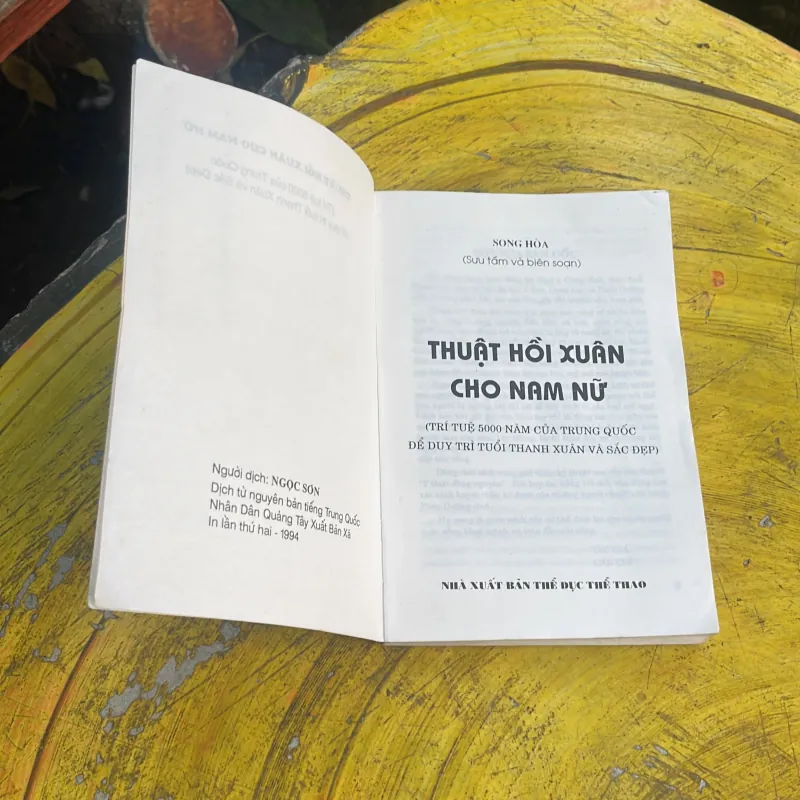 Người dịch: NGỌC SƠN
Dịch từ nguyên bản tiếng Trung Quốc
Nhân Dân Quảng Tây Xuất Bản Xã
In lần thứ hai - 1994
SONG HÒA
(Sưu tầm và biên soạn)
THUẬT HỒI XUÂN
CHO NAM NỮ
(TRÍ TUỆ 5000 NĂM CỦA TRUNG QUỐC
ĐỂ DUY TRÌ TUỔI THANH XUÂN VÀ SẮC ĐẸP)
NHÀ XUẤT BẢN THỂ DỤC THỂ THAO